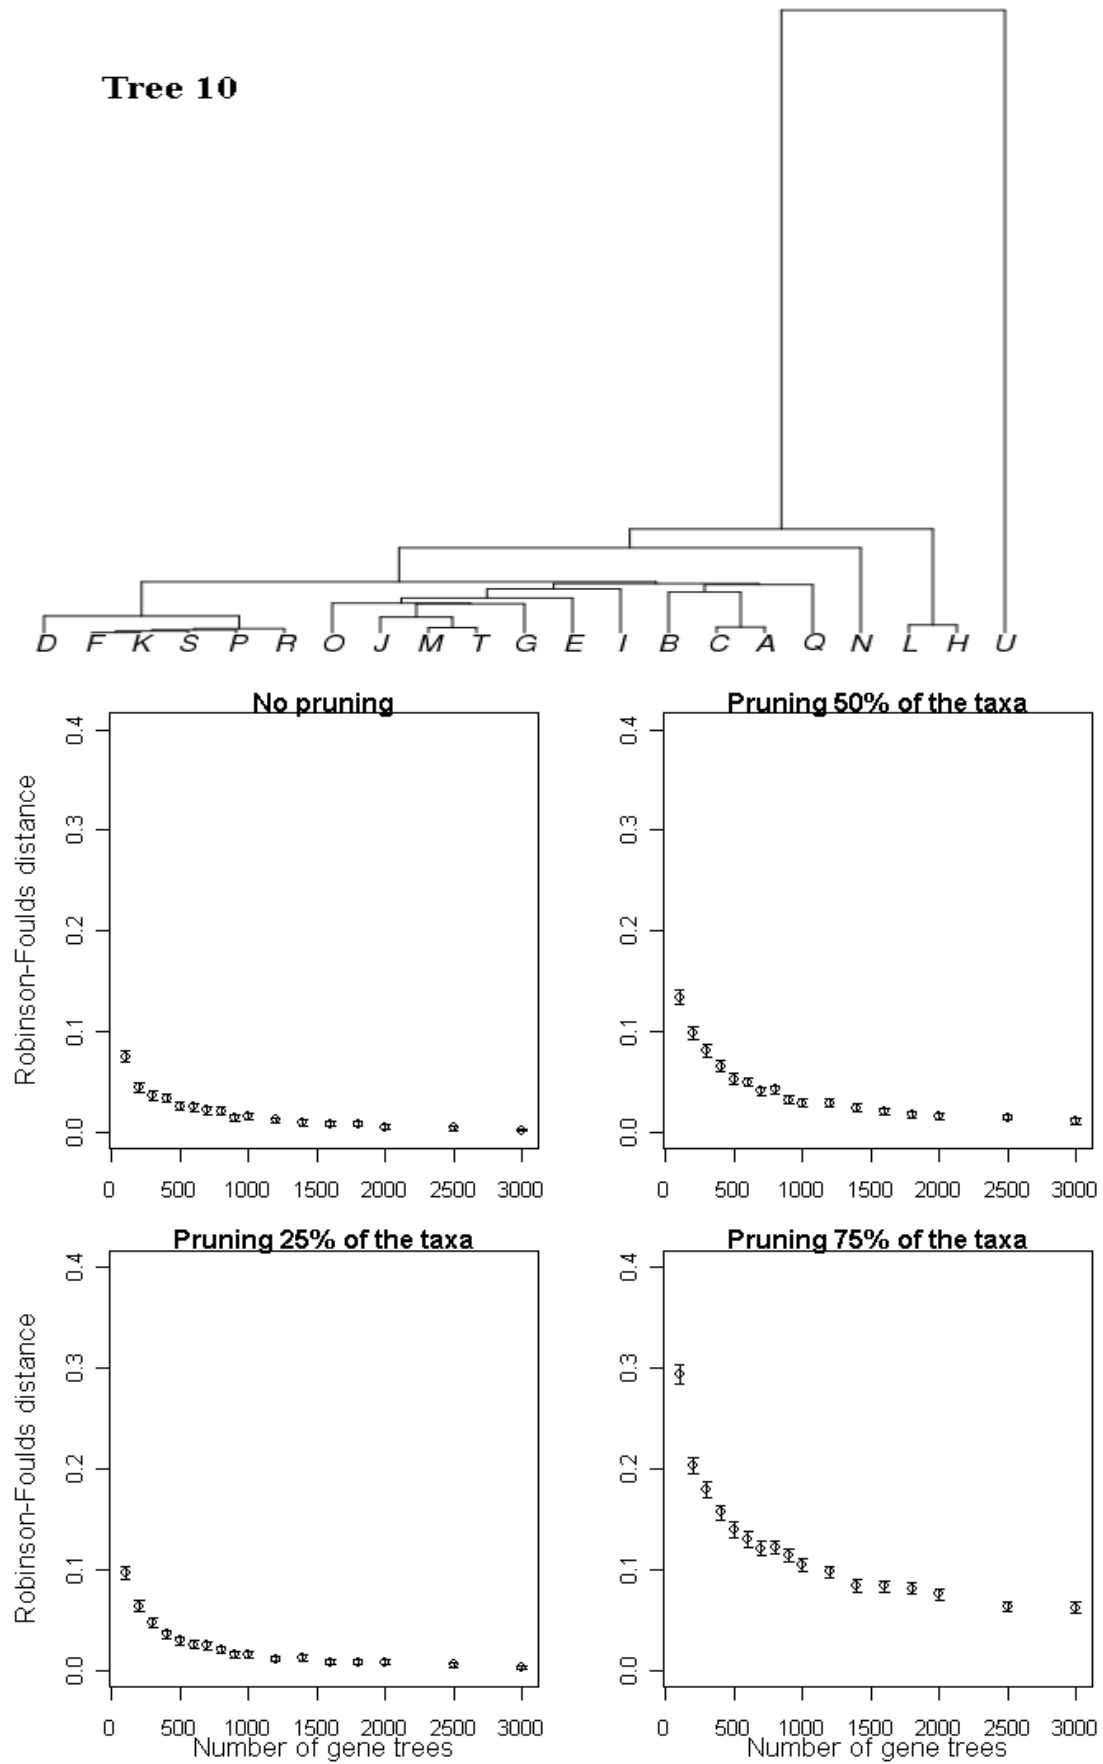 Tree 10
D F K S P R O J M T G E I B C A Q N L H U
No pruning
Robinson-Foulds distance
0.4
0.3
0.2
0.1
0.0
0 500 1000 1500 2000 2500 3000
Pruning 50% of the taxa
0.4
0.3
0.2
0.1
0.0
0 500 1000 1500 2000 2500 3000
Pruning 25% of the taxa
Robinson-Foulds distance
0.4
0.3
0.2
0.1
0.0
0 500 1000 1500 2000 2500 3000
Number of gene trees
Pruning 75% of the taxa
0.4
0.3
0.2
0.1
0.0
0 500 1000 1500 2000 2500 3000
Number of gene trees